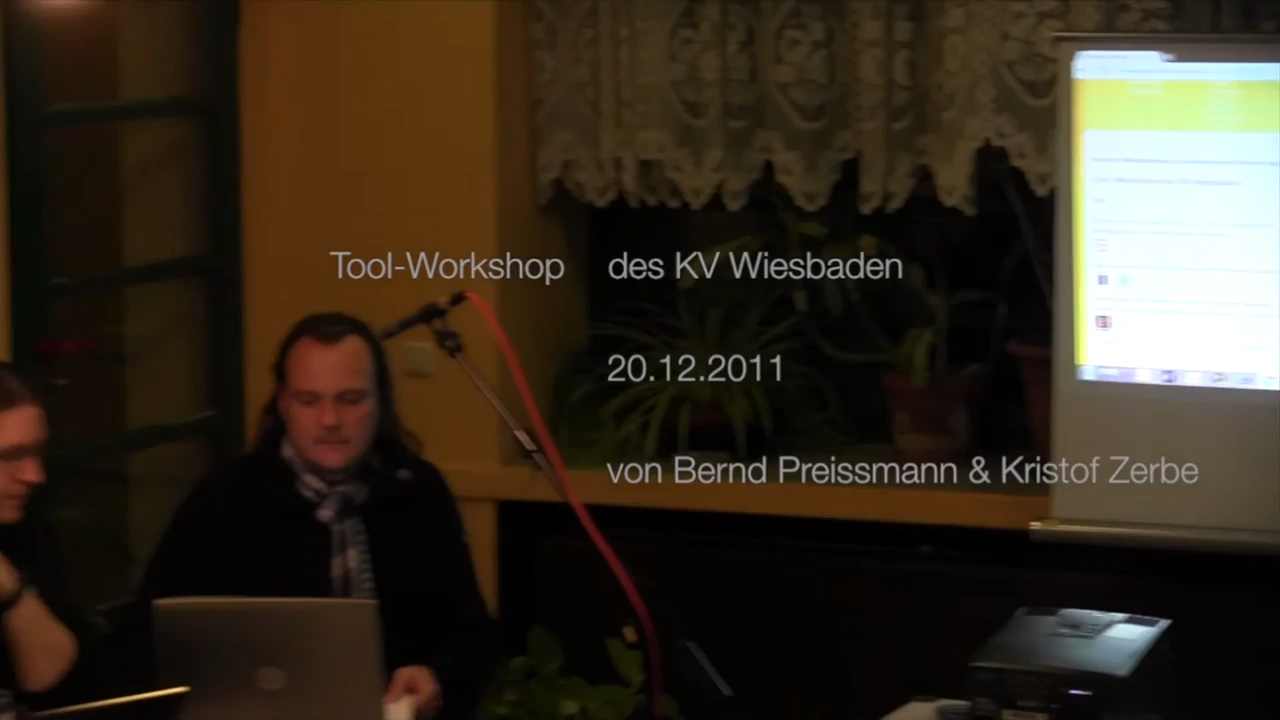 Tool-Workshop des KV Wiesbaden
20.12.2011
von Bernd Preissmann & Kristof Zerbe